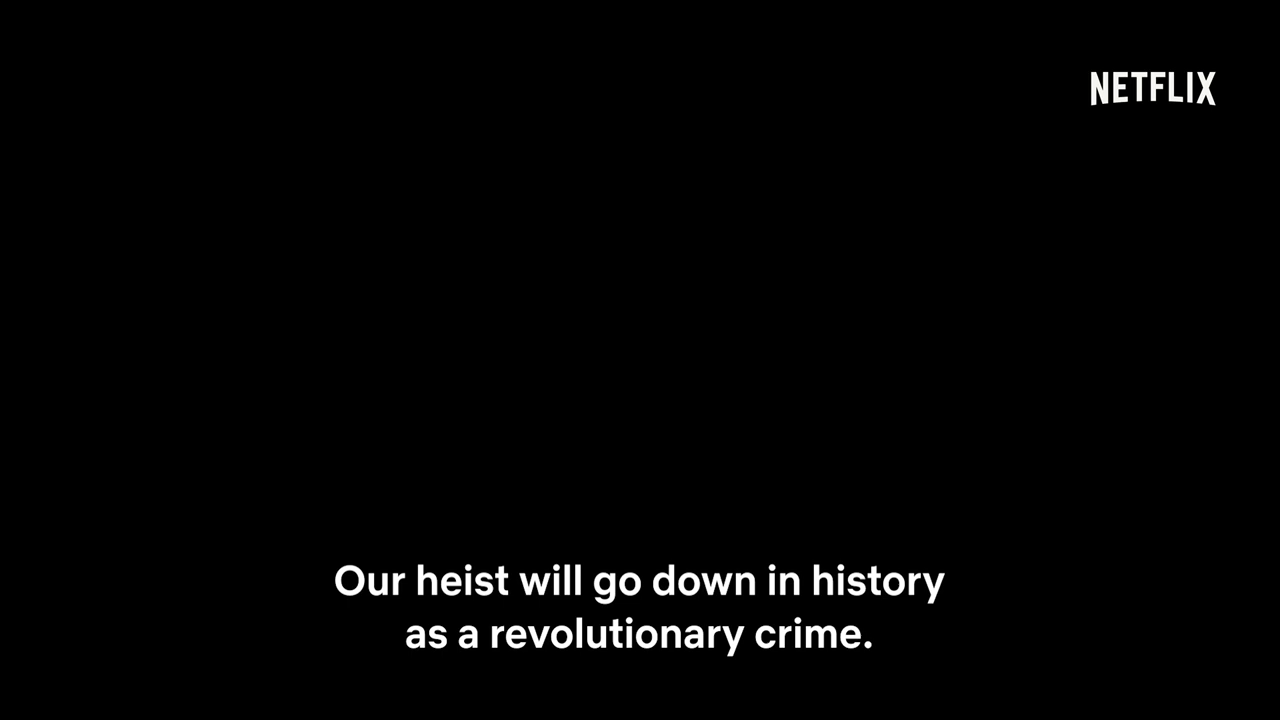 NETFLIX
Our heist will go down in history
as a revolutionary crime.